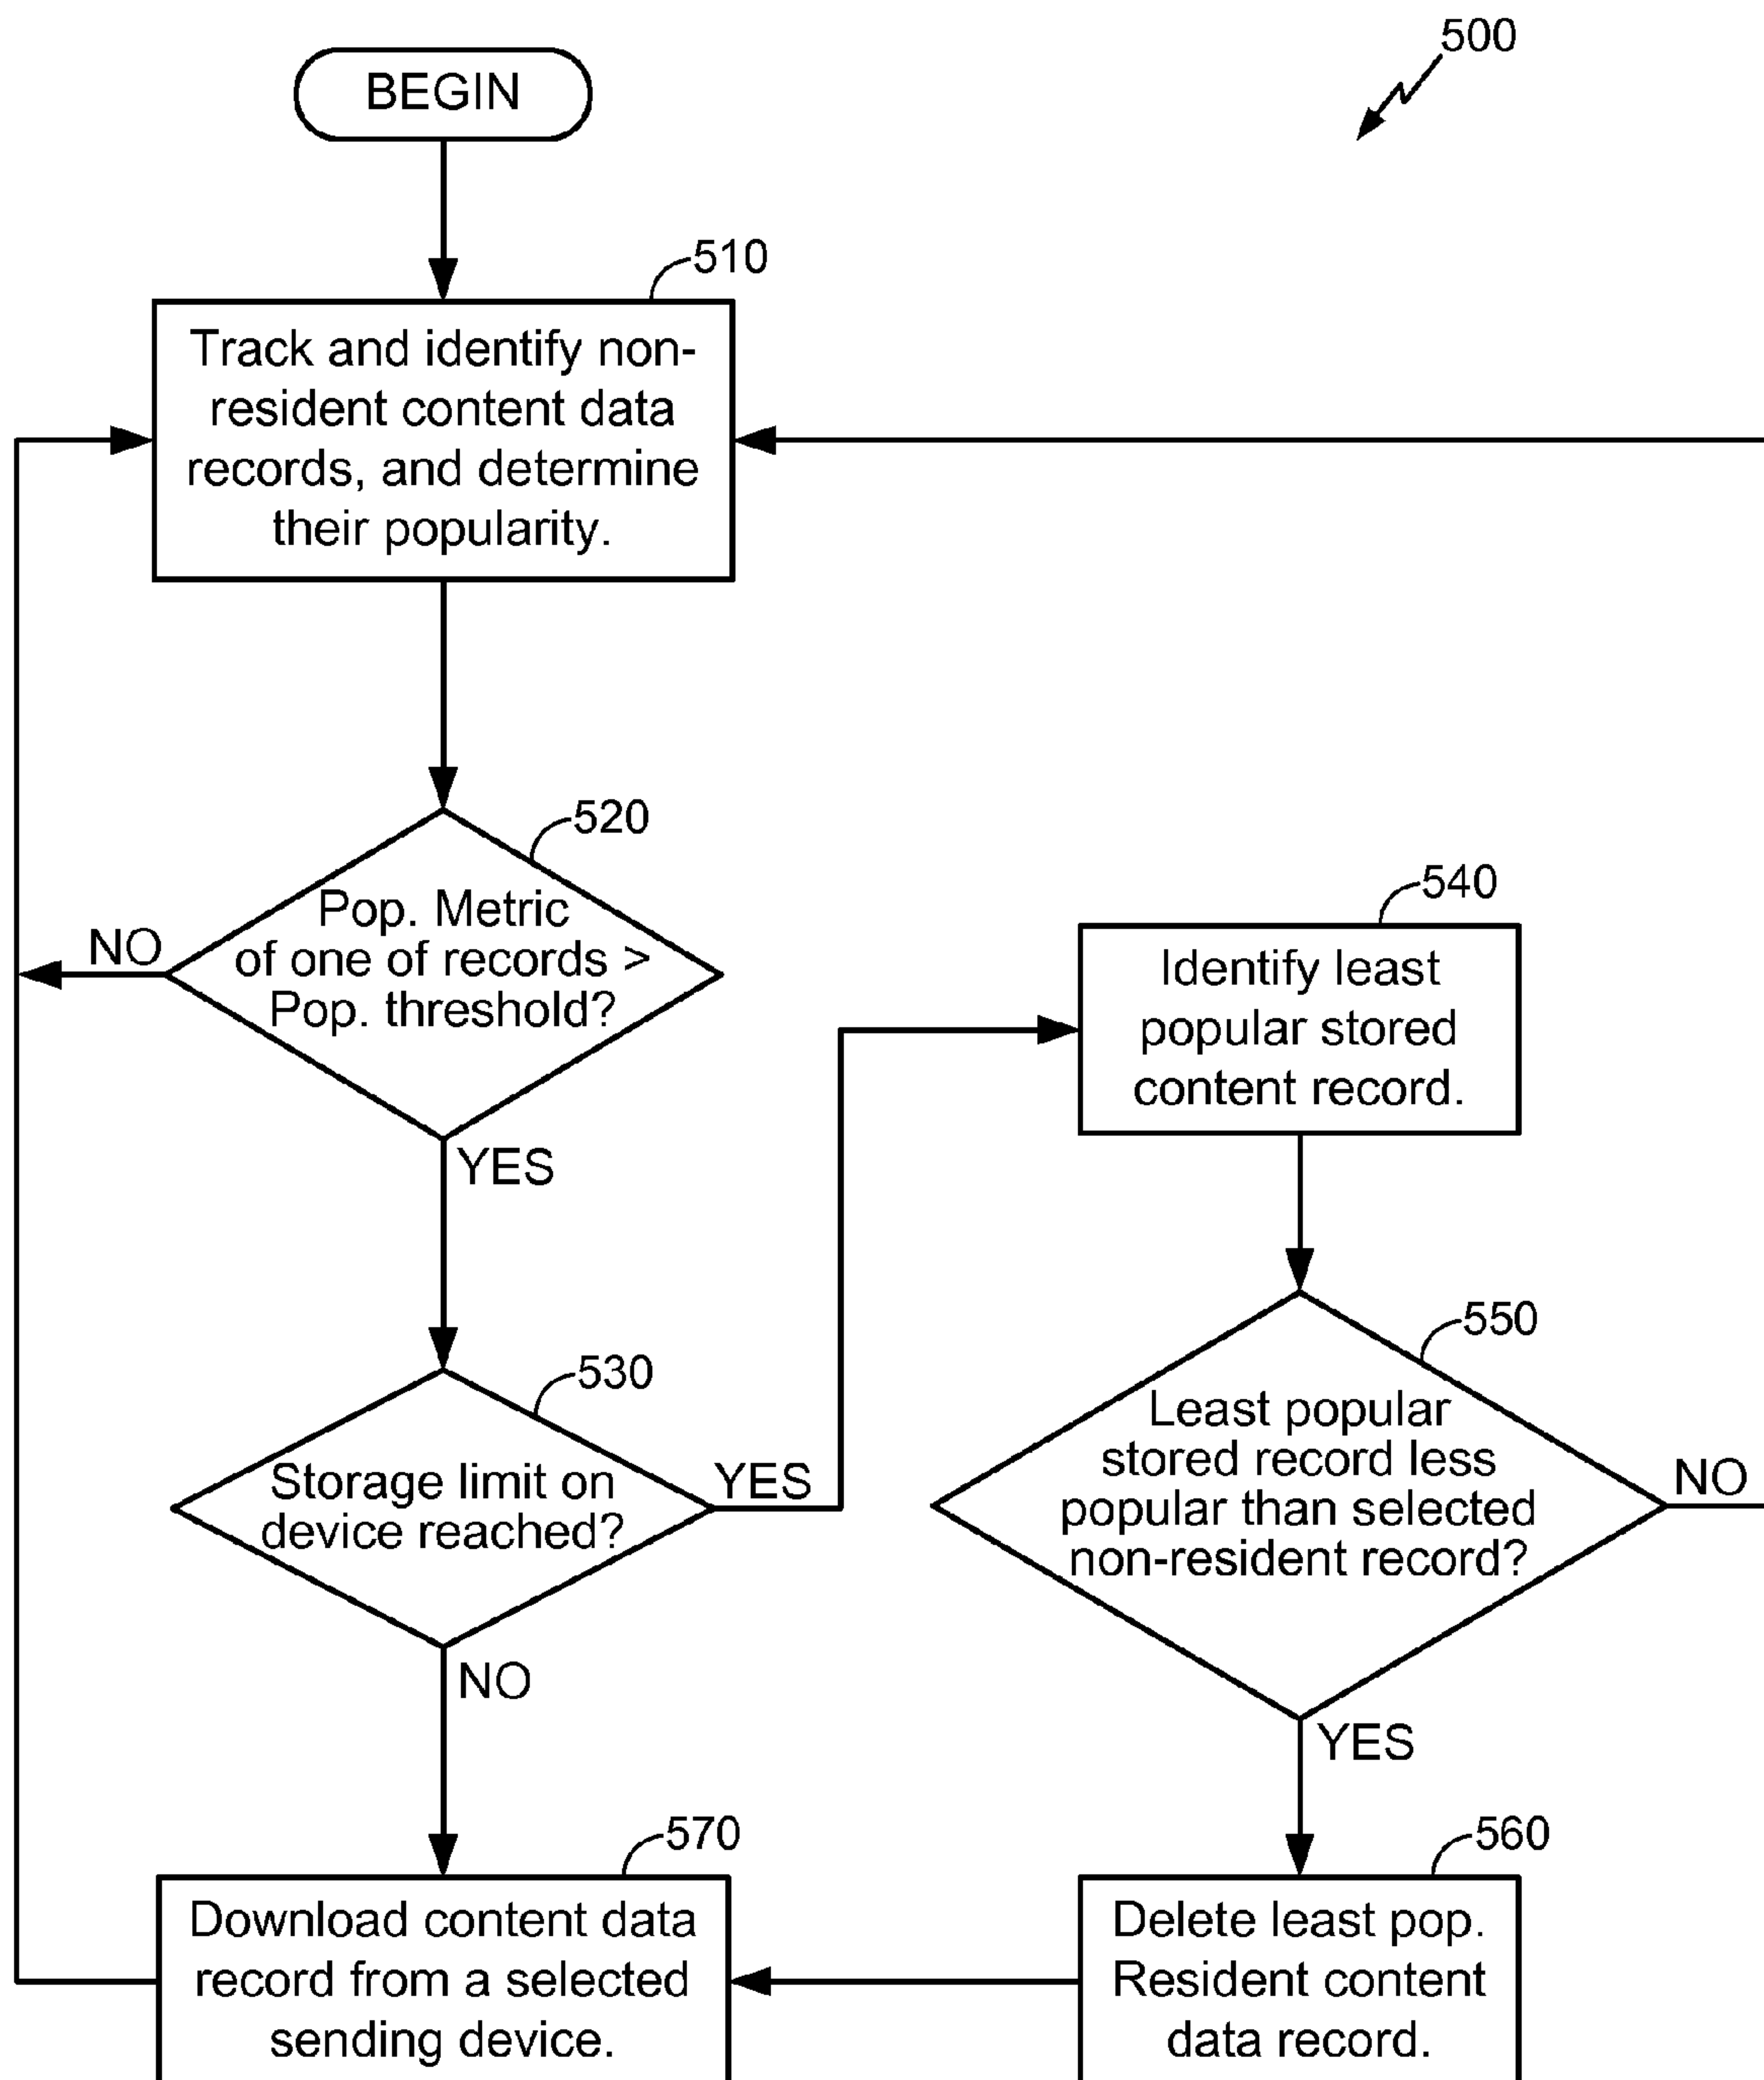 500
BEGIN
510
Track and identify non-
resident content data
records, and determine
their popularity.
520
Pop. Metric
of one of records >
Pop. threshold?
NO
YES
530
Storage limit on
device reached?
YES
NO
540
Identify least
popular stored
content record.
550
Least popular
stored record less
popular than selected
non-resident record?
NO
YES
560
Delete least pop.
Resident content
data record.
570
Download content data
record from a selected
sending device.